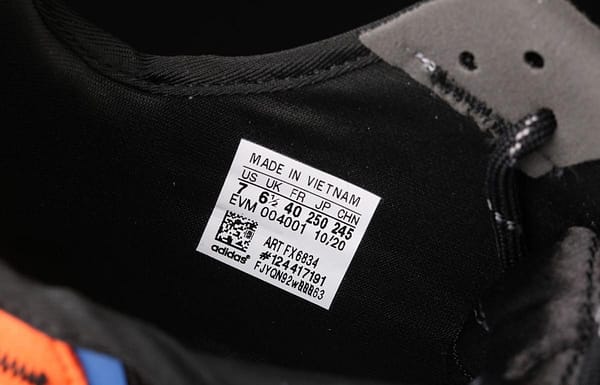 MADE IN VIETNAM
US UK FR JP CHN
7 6½ 40 250 245
EVM 004001 10/20
ART FX6834
#124417191
adidas®